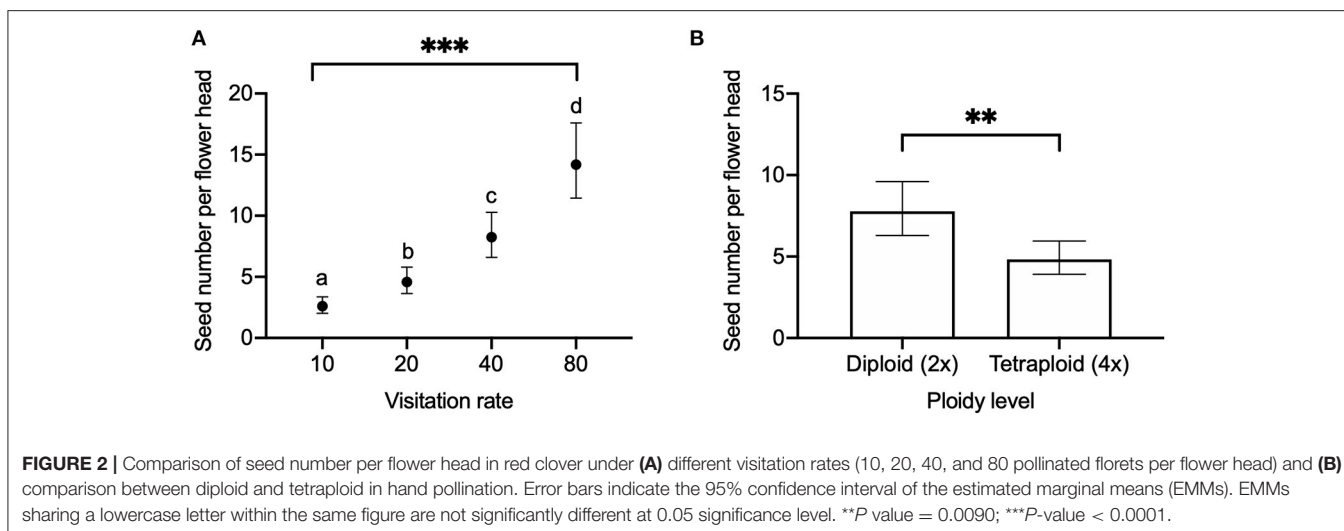 A
***
Seed number per flower head
20
15
10
5
0
a
b
c
d
10 20 40 80
Visitation rate
B
**
Seed number per flower head
15
10
5
0
Diploid (2x) Tetraploid (4x)
Ploidy level
FIGURE 2 | Comparison of seed number per flower head in red clover under (A) different visitation rates (10, 20, 40, and 80 pollinated florets per flower head) and (B)
comparison between diploid and tetraploid in hand pollination. Error bars indicate the 95% confidence interval of the estimated marginal means (EMMs). EMMs
sharing a lowercase letter within the same figure are not significantly different at 0.05 significance level. **P value = 0.0090; ***P-value < 0.0001.